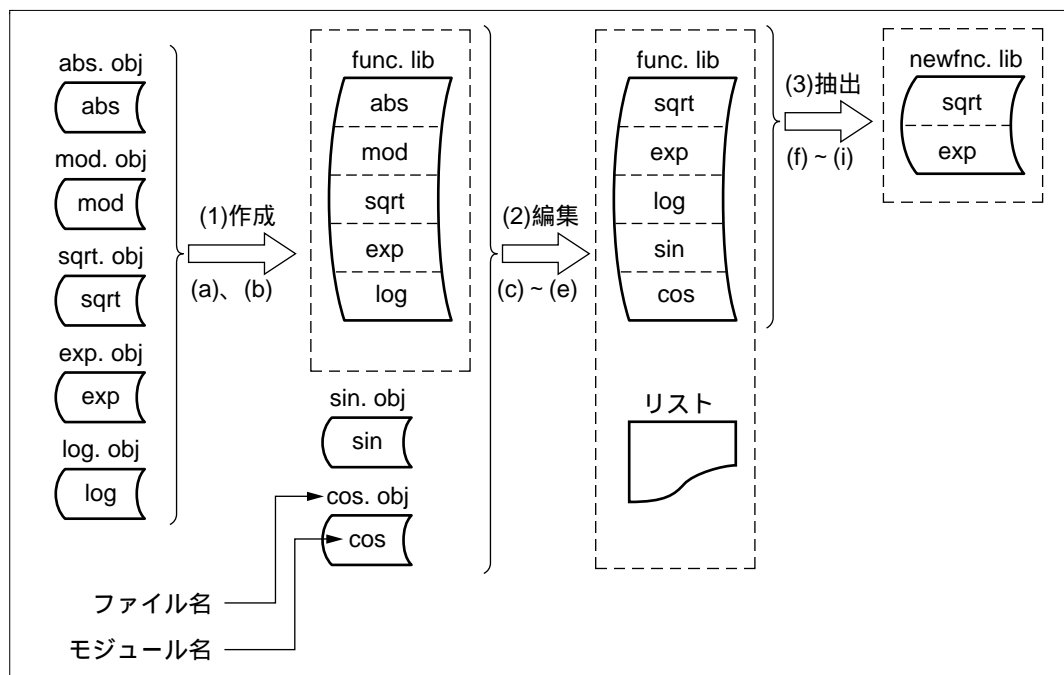 abs. obj
abs
mod. obj
mod
sqrt. obj
sqrt
exp. obj
exp
log. obj
log
(1)作成
(a)、(b)
func. lib
abs
mod
sqrt
exp
log
sin. obj
sin
cos. obj
cos
ファイル名
モジュール名
(2)編集
(c) ~ (e)
func. lib
sqrt
exp
log
sin
cos
リスト
(3)抽出
(f) ~ (i)
newfnc. lib
sqrt
exp